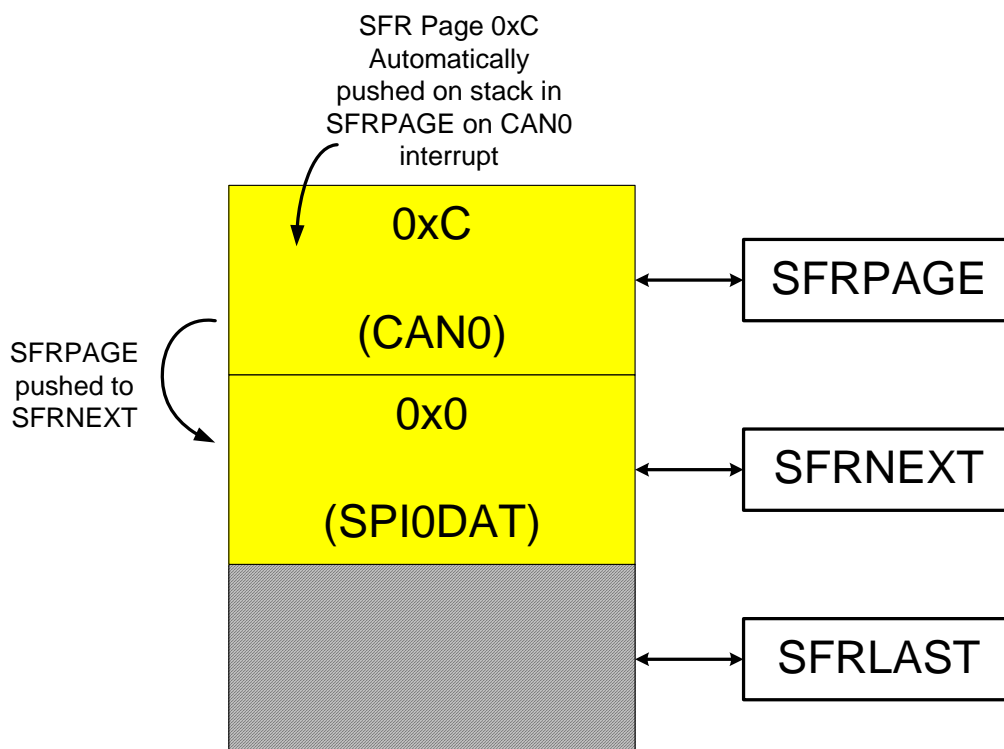 SFR Page 0xC
Automatically
pushed on stack in
SFRPAGE on CAN0
interrupt
0xC
(CAN0)
SFRPAGE
SFRPAGE
pushed to
SFRNEXT
0x0
(SPI0DAT)
SFRNEXT
SFRLAST